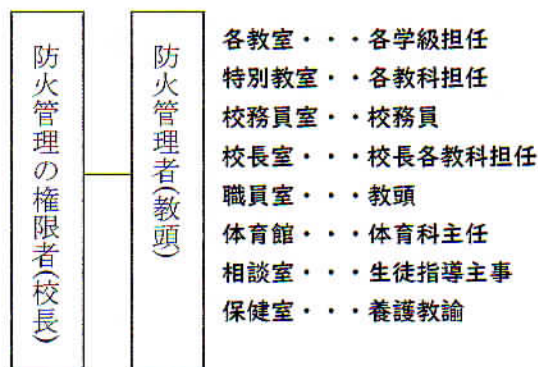 防火管理の権限者(校長)
防火管理者(教頭)
各教室・・・各学級担任
特別教室・・・各教科担任
校務員室・・・校務員
校長室・・・校長各教科担任
職員室・・・教頭
体育館・・・体育科主任
相談室・・・生徒指導主事
保健室・・・養護教諭